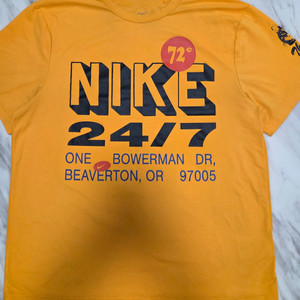 72¢
NIKE
24/7
ONE BOWERMAN DR,
BEAVERTON, OR 97005